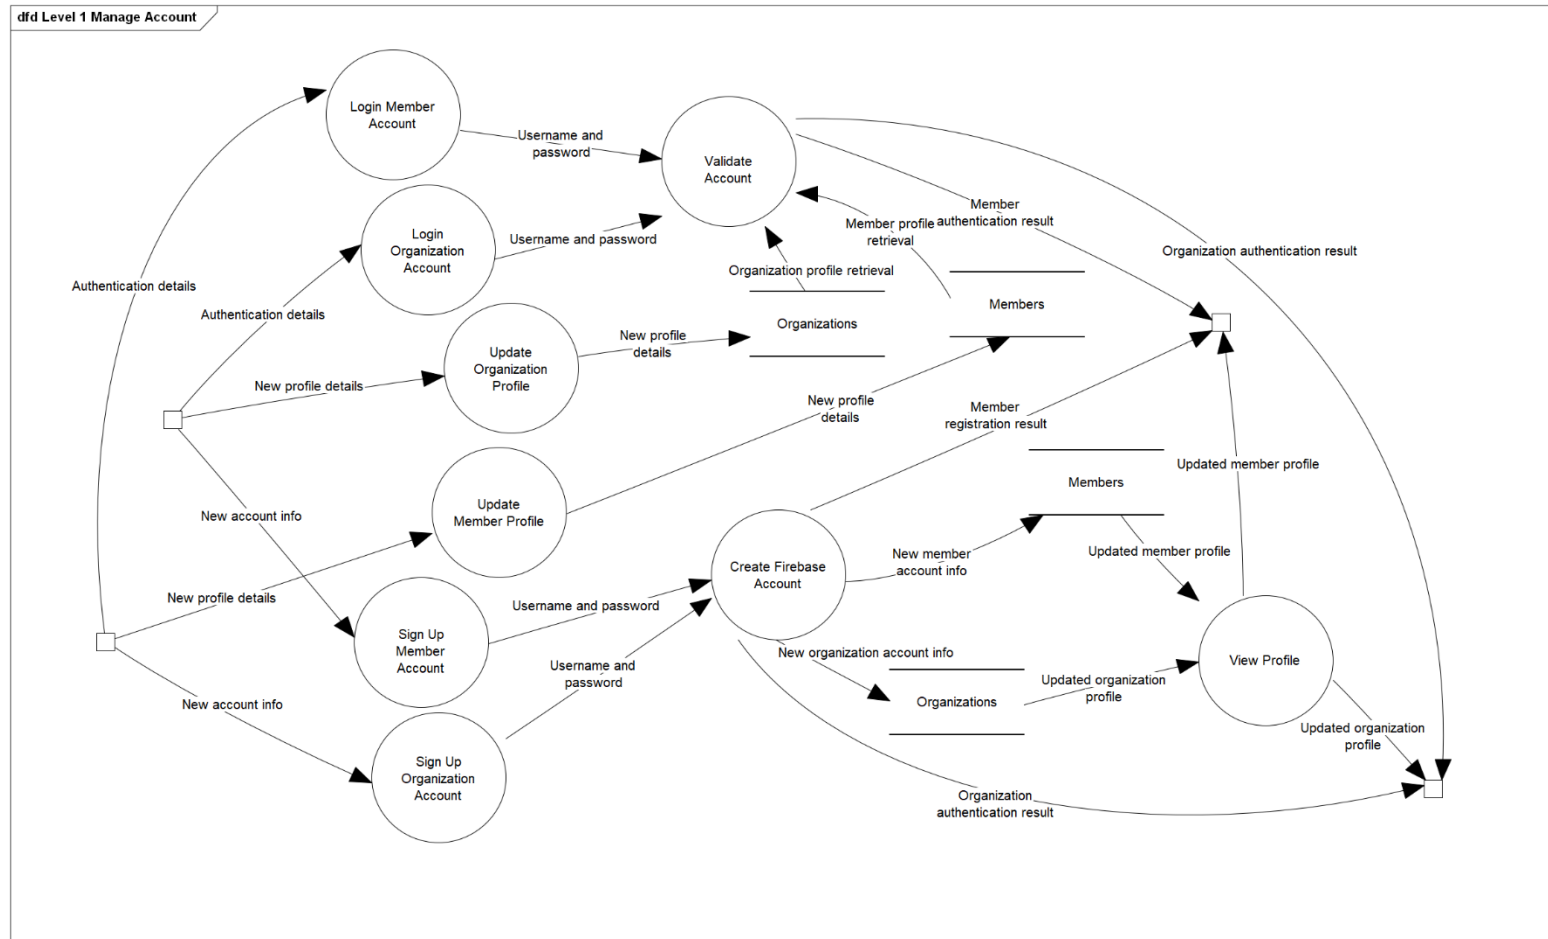 dfd Level 1 Manage Account
Login Member
Account
Username and
password
Validate
Account
Login
Organization
Account
Username and password
Member
authentication result
Member profile
retrieval
Organization authentication result
Organization profile retrieval
Authentication details
Authentication details
Members
Organizations
Update
Organization
Profile
New profile
details
New profile details
New profile
details
Member
registration result
Updated member profile
Members
Update
Member Profile
New account info
Updated member profile
New member
account info
Create Firebase
Account
New profile details
Username and password
Sign Up
Member
Account
New organization account info
View Profile
Username and
password
Updated organization
profile
Organizations
New account info
Updated organization
profile
Sign Up
Organization
Account
Organization
authentication result